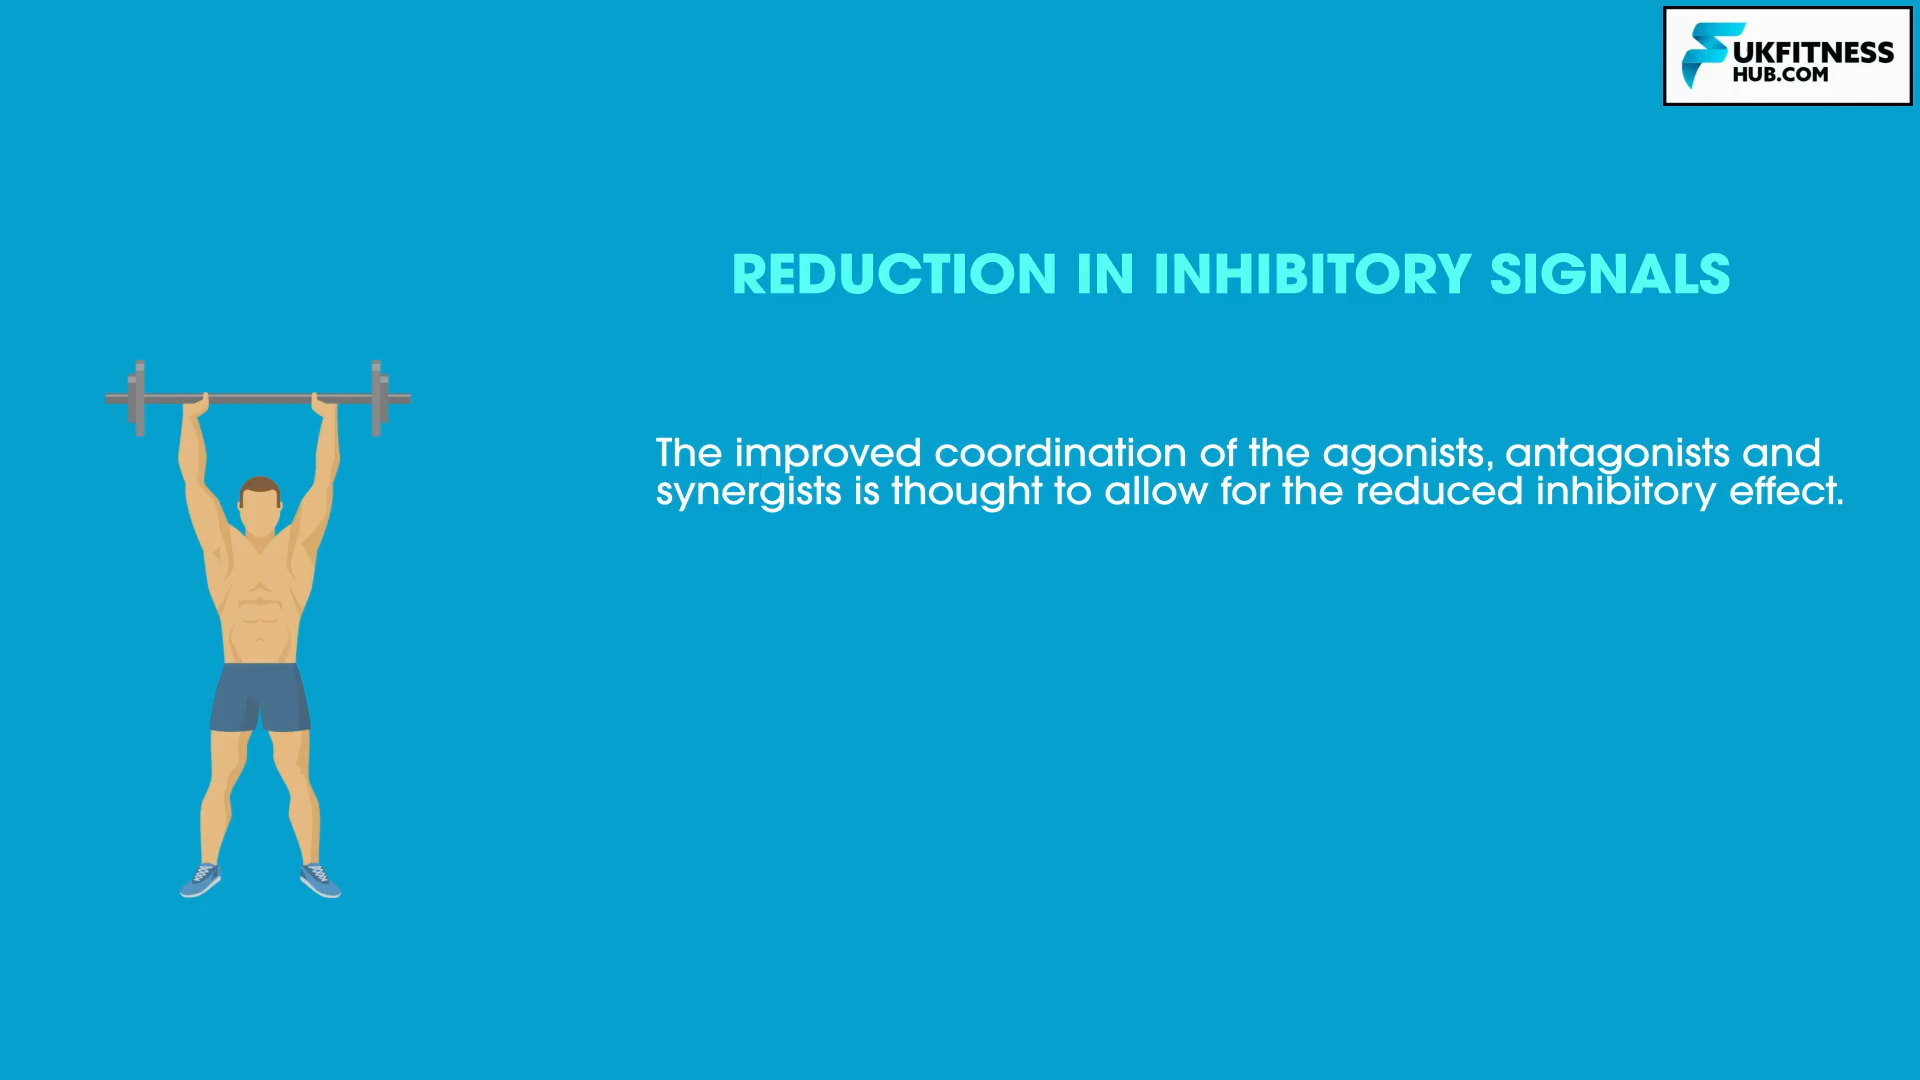 UKFITNESS
HUB.COM
REDUCTION IN INHIBITORY SIGNALS
The improved coordination of the agonists, antagonists and
synergists is thought to allow for the reduced inhibitory effect.